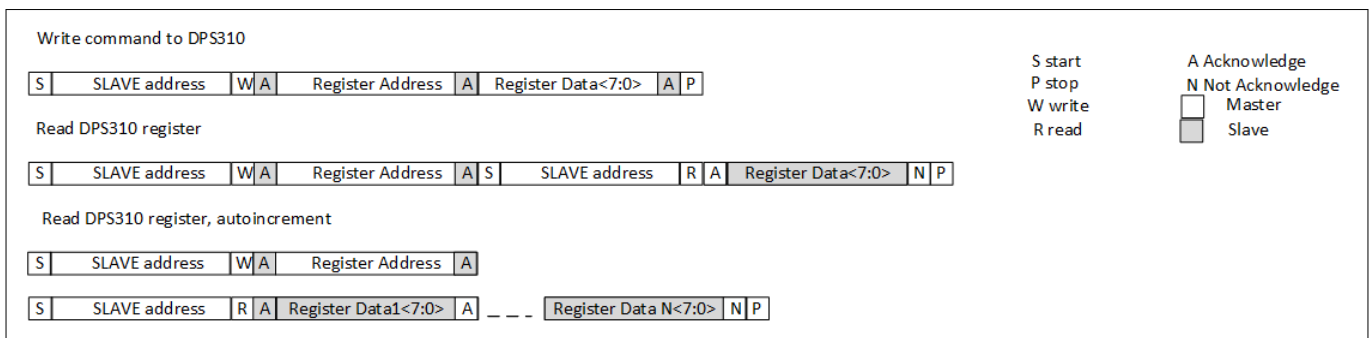 Write command to DPS310
S start A Acknowledge
S SLAVE address W A Register Address A Register Data<7:0> A P
P stop N Not Acknowledge
W write Master
Read DPS310 register
R read Slave
S SLAVE address W A Register Address A S SLAVE address R A Register Data<7:0> N P
Read DPS310 register, autoincrement
S SLAVE address W A Register Address A
S SLAVE address R A Register Data1<7:0> A _ _ _ Register Data N<7:0> N P